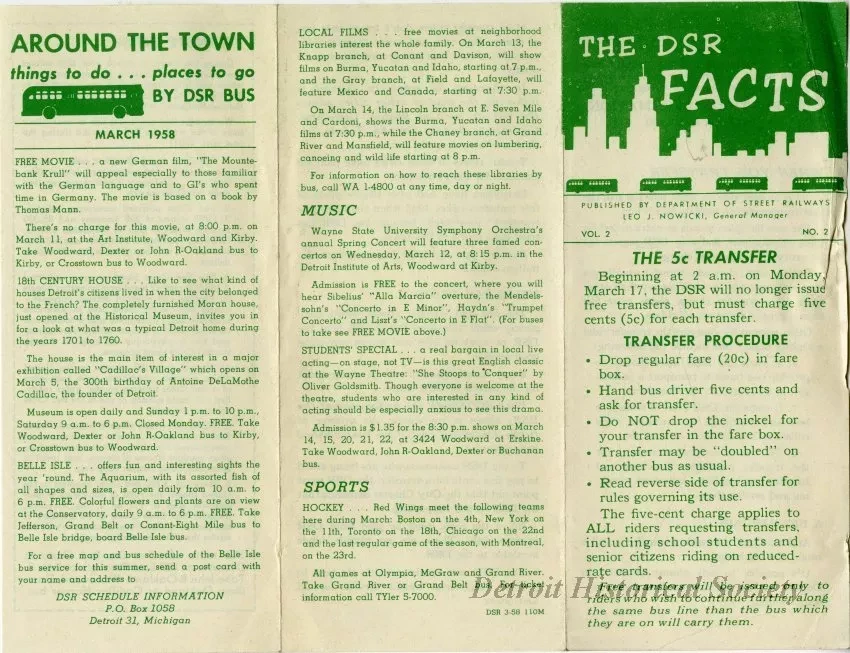 AROUND THE TOWN
things to do . . . places to go
BY DSR BUS
MARCH 1958
FREE MOVIE . . . a new German film, "The Mounte-
bank Krull" will appeal especially to those familiar
with the German language and to GI's who spent
time in Germany. The movie is based on a book by
Thomas Mann.
There's no charge for this movie, at 8:00 p.m. on
March 11, at the Art Institute, Woodward and Kirby.
Take Woodward, Dexter or John R-Oakland bus to
Kirby, or Crosstown bus to Woodward.
18th CENTURY HOUSE . . . Like to see what kind of
houses Detroit's citizens lived in when the city belonged
to the French? The completely furnished Moran house,
just opened at the Historical Museum, invites you in
for a look at what was a typical Detroit home during
the years 1701 to 1760.
The house is the main item of interest in a major
exhibition called "Cadillac's Village" which opens on
March 5, the 300th birthday of Antoine DeLaMothe
Cadillac, the founder of Detroit.
Museum is open daily and Sunday 1 p.m. to 10 p.m.,
Saturday 9 a.m. to 6 p.m. Closed Monday. FREE. Take
Woodward, Dexter or John R-Oakland bus to Kirby,
or Crosstown bus to Woodward.
BELLE ISLE . . . offers fun and interesting sights the
year 'round. The Aquarium, with its assorted fish of
all shapes and sizes, is open daily from 10 a.m. to
6 p.m. FREE. Colorful flowers and plants are on view
at the Conservatory, daily 9 a.m. to 6 p.m. FREE. Take
Jefferson, Grand Belt or Conant-Eight Mile bus to
Belle Isle bridge, board Belle Isle bus.
For a free map and bus schedule of the Belle Isle
bus service for this summer, send a post card with
your name and address to
DSR SCHEDULE INFORMATION
P.O. Box 1058
Detroit 31, Michigan
LOCAL FILMS . . . free movies at neighborhood
libraries interest the whole family. On March 13, the
Knapp branch, at Conant and Davison, will show
films on Burma, Yucatan and Idaho, starting at 7 p.m.,
and the Gray branch, at Field and Lafayette, will
feature Mexico and Canada, starting at 7:30 p.m.
On March 14, the Lincoln branch at E. Seven Mile
and Cardoni, shows the Burma, Yucatan and Idaho
films at 7:30 p.m., while the Chaney branch, at Grand
River and Mansfield, will feature movies on lumbering,
canoeing and wild life starting at 8 p.m.
For information on how to reach these libraries by
bus, call WA 1-4800 at any time, day or night.
MUSIC
Wayne State University Symphony Orchestra's
annual Spring Concert will feature three famed con-
certos on Wednesday, March 12, at 8:15 p.m. in the
Detroit Institute of Arts, Woodward at Kirby.
Admission is FREE to the concert, where you will
hear Sibelius' "Alla Marcia" overture, the Mendels-
sohn's "Concerto in E Minor", Haydn's "Trumpet
Concerto" and Liszt's "Concerto in E Flat". (For buses
to take see FREE MOVIE above.)
STUDENTS' SPECIAL . . . a real bargain in local live
acting—on stage, not TV—is this great English classic
at the Wayne Theatre: "She Stoops to Conquer" by
Oliver Goldsmith. Though everyone is welcome at the
theatre, students who are interested in any kind of
acting should be especially anxious to see this drama.
Admission is $1.35 for the 8:30 p.m. shows on March
14, 15, 20, 21, 22, at 3424 Woodward at Erskine.
Take Woodward, John R-Oakland, Dexter or Buchanan
bus.
SPORTS
HOCKEY . . . Red Wings meet the following teams
here during March: Boston on the 4th, New York on
the 11th, Toronto on the 18th, Chicago on the 22nd
and the last regular game of the season, with Montreal,
on the 23rd.
All games at Olympia, McGraw and Grand River.
Take Grand River or Grand Belt bus. For ticket
information call TYler 5-7000.
DSR 3-58 110M
THE DSR
FACTS
PUBLISHED BY DEPARTMENT OF STREET RAILWAYS
LEO J. NOWICKI, General Manager
VOL. 2 NO. 2
THE 5c TRANSFER
Beginning at 2 a.m. on Monday,
March 17, the DSR will no longer issue
free transfers, but must charge five
cents (5c) for each transfer.
TRANSFER PROCEDURE
• Drop regular fare (20c) in fare
box.
• Hand bus driver five cents and
ask for transfer.
• Do NOT drop the nickel for
your transfer in the fare box.
• Transfer may be "doubled" on
another bus as usual.
• Read reverse side of transfer for
rules governing its use.
The five-cent charge applies to
ALL riders requesting transfers,
including school students and
senior citizens riding on reduced-
rate cards.
Free transfers will be issued only to
riders who wish to continue farther along
the same bus line than the bus which
they are on will carry them.
Detroit Historical Society